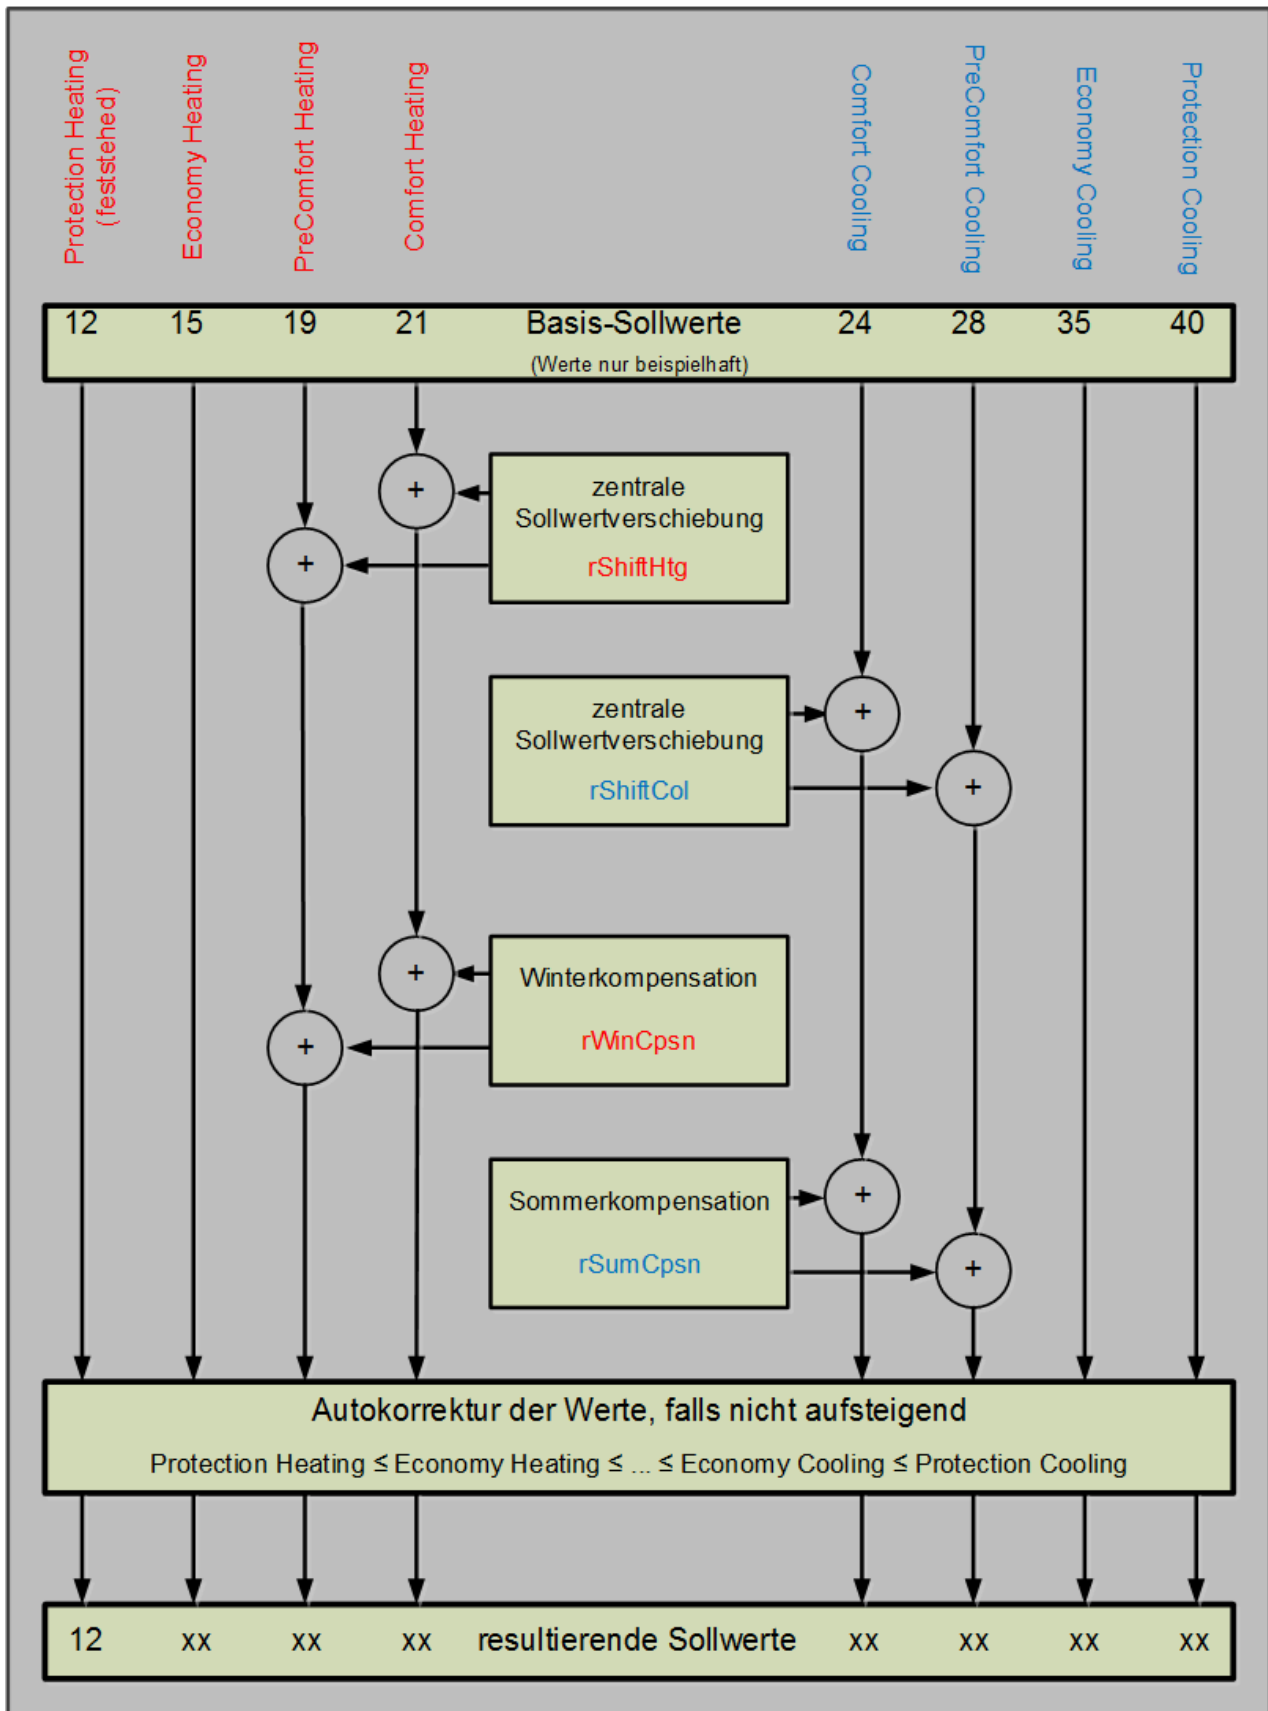 Protection Heating
(feststehed)
Economy Heating
PreComfort Heating
Comfort Heating
Comfort Cooling
PreComfort Cooling
Economy Cooling
Protection Cooling
12 15 19 21 Basis-Sollwerte 24 28 35 40
(Werte nur beispielhaft)
+
zentrale
Sollwertverschiebung
+
rShiftHtg
zentrale
Sollwertverschiebung
+
rShiftCol
+
+
Winterkompensation
+
rWinCpsn
Sommerkompensation
+
rSumCpsn
+
Autokorrektur der Werte, falls nicht aufsteigend
Protection Heating ≤ Economy Heating ≤ ... ≤ Economy Cooling ≤ Protection Cooling
12 xx xx xx resultierende Sollwerte xx xx xx xx